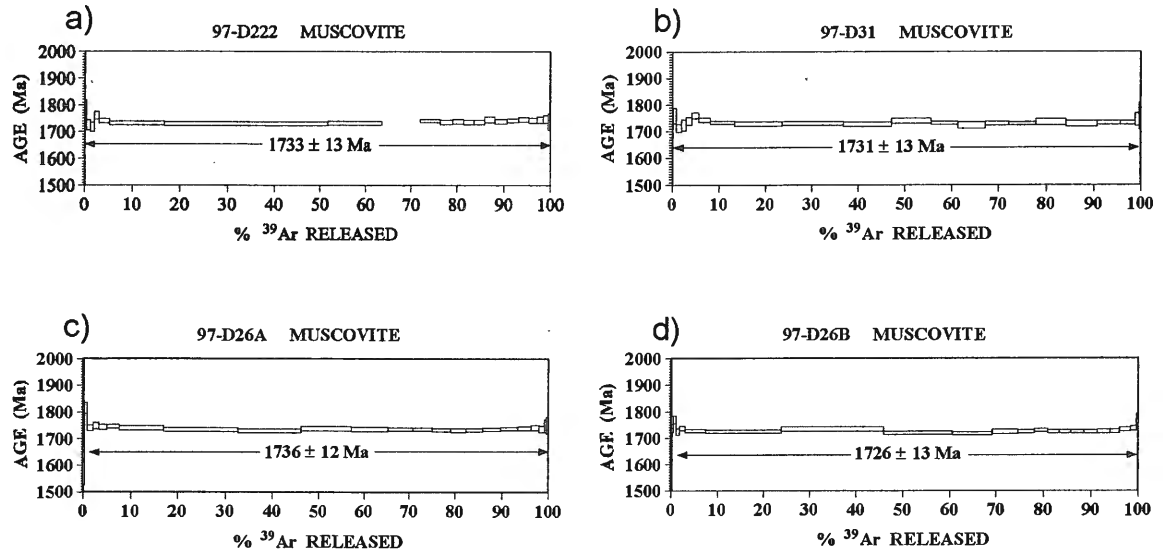 a)
97-D222 MUSCOVITE
2000
1900
1800
1700
1600
1500
AGE (Ma)
1733 ± 13 Ma
0 10 20 30 40 50 60 70 80 90 100
% ³⁹Ar RELEASED
b)
97-D31 MUSCOVITE
2000
1900
1800
1700
1600
1500
AGE (Ma)
1731 ± 13 Ma
0 10 20 30 40 50 60 70 80 90 100
% ³⁹Ar RELEASED
c)
97-D26A MUSCOVITE
2000
1900
1800
1700
1600
1500
AGE (Ma)
1736 ± 12 Ma
0 10 20 30 40 50 60 70 80 90 100
% ³⁹Ar RELEASED
d)
97-D26B MUSCOVITE
2000
1900
1800
1700
1600
1500
AGE (Ma)
1726 ± 13 Ma
0 10 20 30 40 50 60 70 80 90 100
% ³⁹Ar RELEASED